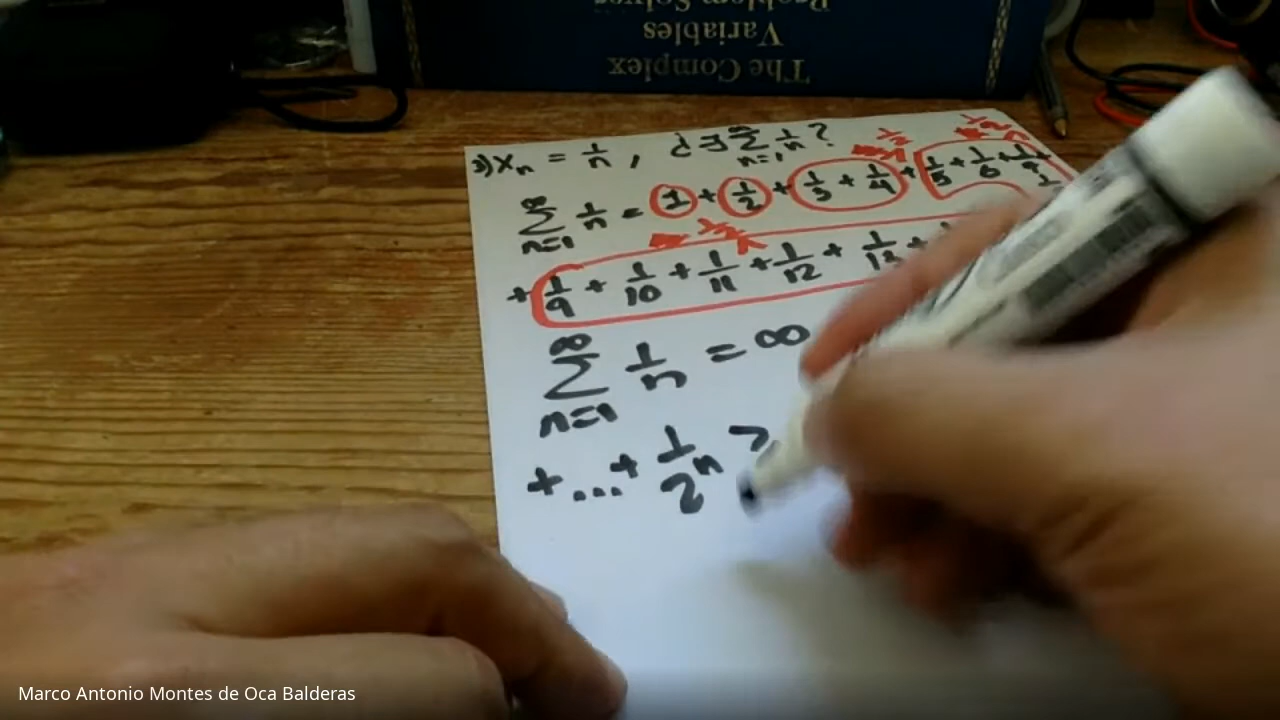 The Complex
Variables
Problem Solver
3) Xₙ = 1/n , ¿∃ ∑ₙ₌₁^∞ 1/n ?
∑ₙ₌₁^∞ 1/n = 1 + 1/2 + 1/3 + 1/4 + 1/5 + 1/6 +
+ 1/9 + 1/10 + 1/11 + 1/12 + 1/13 +
∑ₙ₌₁^∞ 1/n = ∞
+ ... + 1/2ⁿ >
Marco Antonio Montes de Oca Balderas